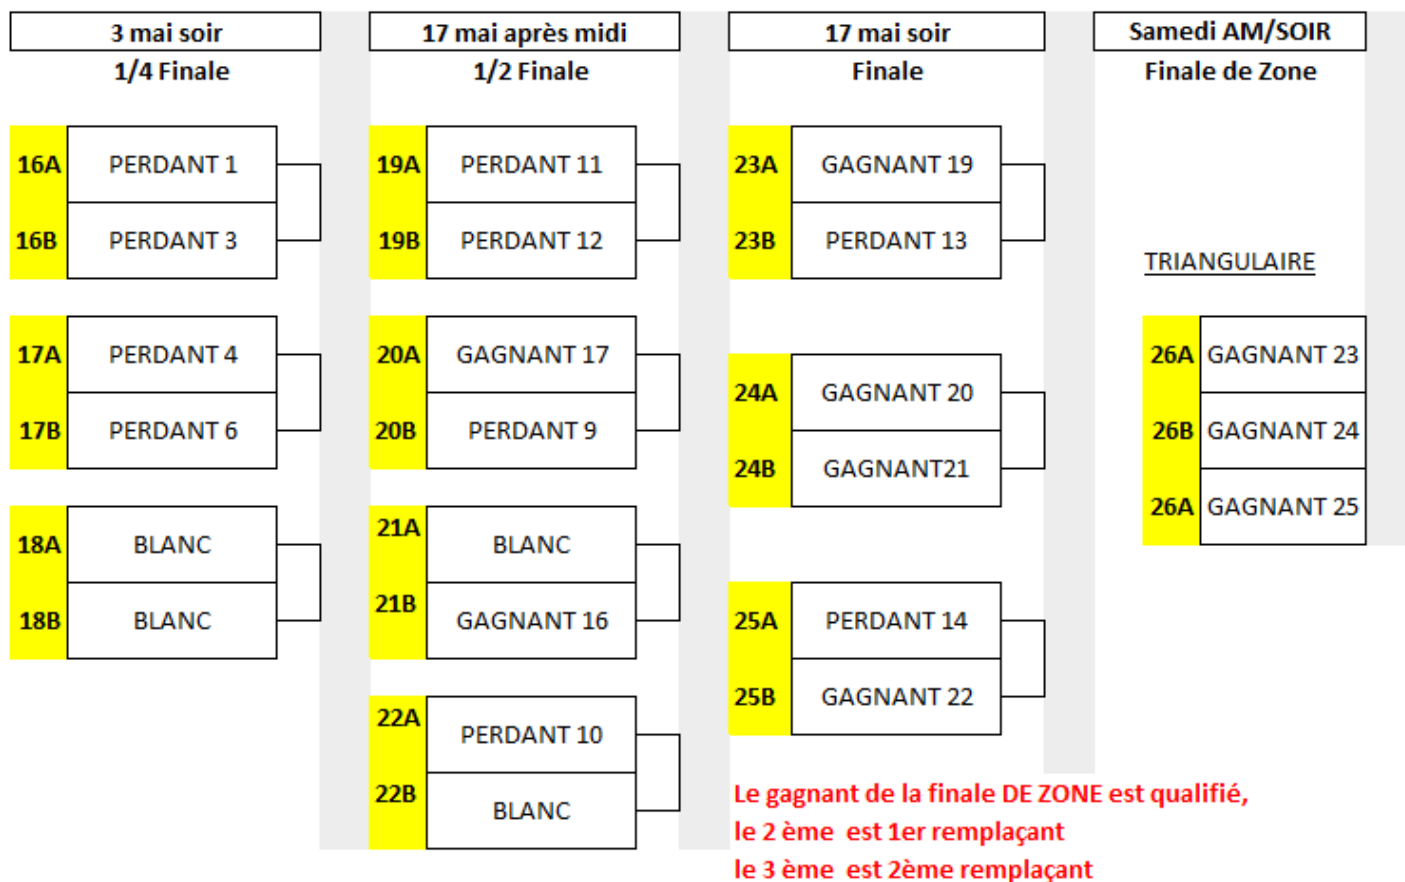 3 mai soir
1/4 Finale
16A PERDANT 1
16B PERDANT 3
17A PERDANT 4
17B PERDANT 6
18A BLANC
18B BLANC
17 mai après midi
1/2 Finale
19A PERDANT 11
19B PERDANT 12
20A GAGNANT 17
20B PERDANT 9
21A BLANC
21B GAGNANT 16
22A PERDANT 10
22B BLANC
17 mai soir
Finale
23A GAGNANT 19
23B PERDANT 13
24A GAGNANT 20
24B GAGNANT21
25A PERDANT 14
25B GAGNANT 22
Samedi AM/SOIR
Finale de Zone
TRIANGULAIRE
26A GAGNANT 23
26B GAGNANT 24
26A GAGNANT 25
Le gagnant de la finale DE ZONE est qualifié,
le 2 ème est 1er remplaçant
le 3 ème est 2ème remplaçant